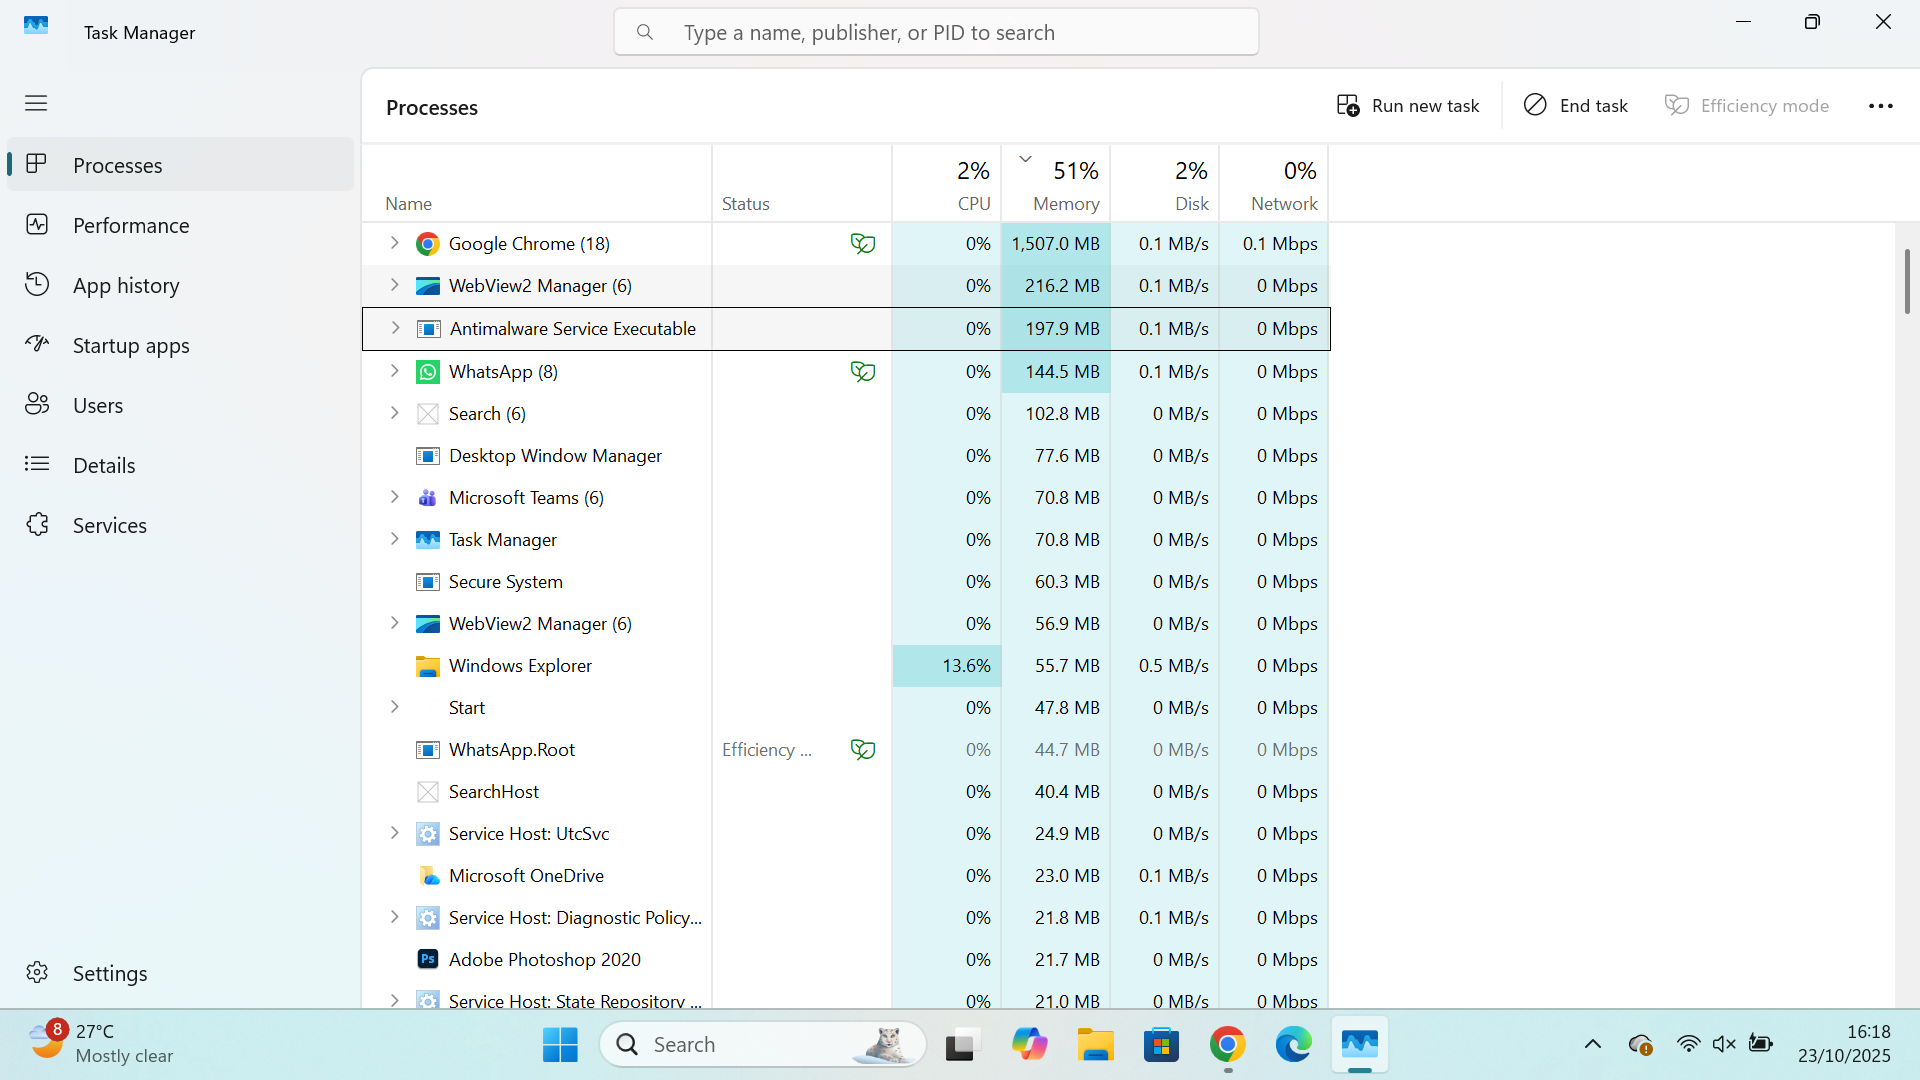 Task Manager
Type a name, publisher, or PID to search
Processes
Run new task
End task
Efficiency mode
Processes
Performance
App history
Startup apps
Users
Details
Services
Settings
2% 51% 2% 0%
Name Status CPU Memory Disk Network
Google Chrome (18) 0% 1,507.0 MB 0.1 MB/s 0.1 Mbps
WebView2 Manager (6) 0% 216.2 MB 0.1 MB/s 0 Mbps
Antimalware Service Executable 0% 197.9 MB 0.1 MB/s 0 Mbps
WhatsApp (8) 0% 144.5 MB 0.1 MB/s 0 Mbps
Search (6) 0% 102.8 MB 0 MB/s 0 Mbps
Desktop Window Manager 0% 77.6 MB 0 MB/s 0 Mbps
Microsoft Teams (6) 0% 70.8 MB 0 MB/s 0 Mbps
Task Manager 0% 70.8 MB 0 MB/s 0 Mbps
Secure System 0% 60.3 MB 0 MB/s 0 Mbps
WebView2 Manager (6) 0% 56.9 MB 0 MB/s 0 Mbps
Windows Explorer 13.6% 55.7 MB 0.5 MB/s 0 Mbps
Start 0% 47.8 MB 0 MB/s 0 Mbps
WhatsApp.Root Efficiency ... 0% 44.7 MB 0 MB/s 0 Mbps
SearchHost 0% 40.4 MB 0 MB/s 0 Mbps
Service Host: UtcSvc 0% 24.9 MB 0 MB/s 0 Mbps
Microsoft OneDrive 0% 23.0 MB 0.1 MB/s 0 Mbps
Service Host: Diagnostic Policy... 0% 21.8 MB 0.1 MB/s 0 Mbps
Ps Adobe Photoshop 2020 0% 21.7 MB 0 MB/s 0 Mbps
Service Host: State Repository ... 0% 21.0 MB 0 MB/s 0 Mbps
8
27°C
Mostly clear
Search
16:18
23/10/2025